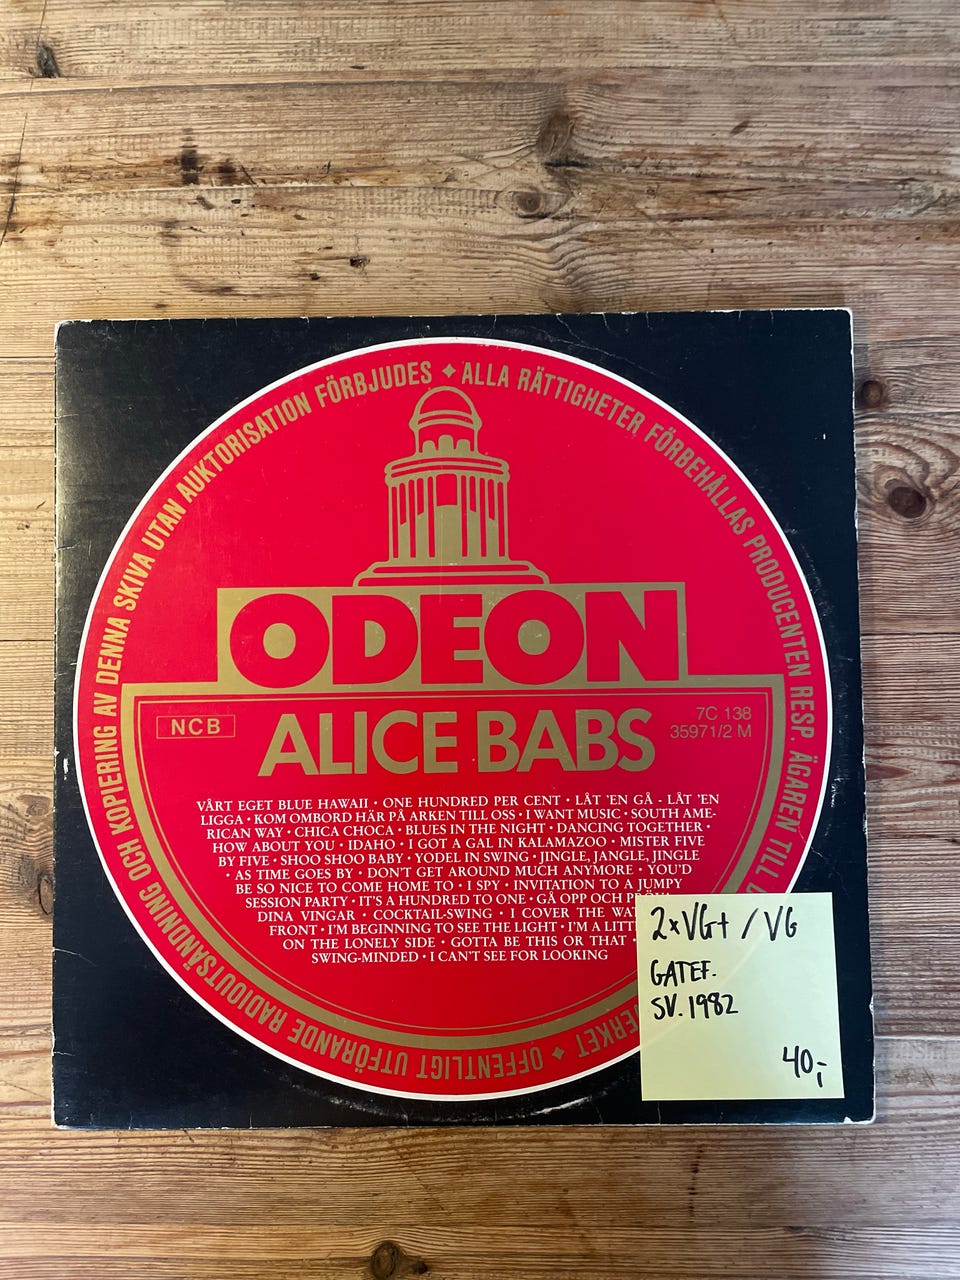 OFFENTLIGT UTFÖRANDE RADIOUTSÄNDNING OCH KOPIERING AV DENNA SKIVA UTAN AUKTORISATION FÖRBJUDES ✦ ALLA RÄTTIGHETER FÖRBEHÅLLAS PRODUCENTEN RESP. ÄGAREN TILL
ODEON
NCB
ALICE BABS
7C 138
35971/2 M
VÅRT EGET BLUE HAWAII · ONE HUNDRED PER CENT · LÅT 'EN GÅ - LÅT 'EN
LIGGA · KOM OMBORD HÄR PÅ ARKEN TILL OSS · I WANT MUSIC · SOUTH AME-
RICAN WAY · CHICA CHOCA · BLUES IN THE NIGHT · DANCING TOGETHER ·
HOW ABOUT YOU · IDAHO · I GOT A GAL IN KALAMAZOO · MISTER FIVE
BY FIVE · SHOO SHOO BABY · YODEL IN SWING · JINGLE, JANGLE, JINGLE
· AS TIME GOES BY · DON'T GET AROUND MUCH ANYMORE · YOU'D
BE SO NICE TO COME HOME TO · I SPY · INVITATION TO A JUMPY
SESSION PARTY · IT'S A HUNDRED TO ONE · GÅ OPP OCH
DINA VINGAR · COCKTAIL-SWING · I COVER THE
FRONT · I'M BEGINNING TO SEE THE LIGHT · I'M A
ON THE LONELY SIDE · GOTTA BE THIS OR THAT ·
SWING-MINDED · I CAN'T SEE FOR LOOKING
2xVG+ / VG
GATEF.
SV. 1982
40,-